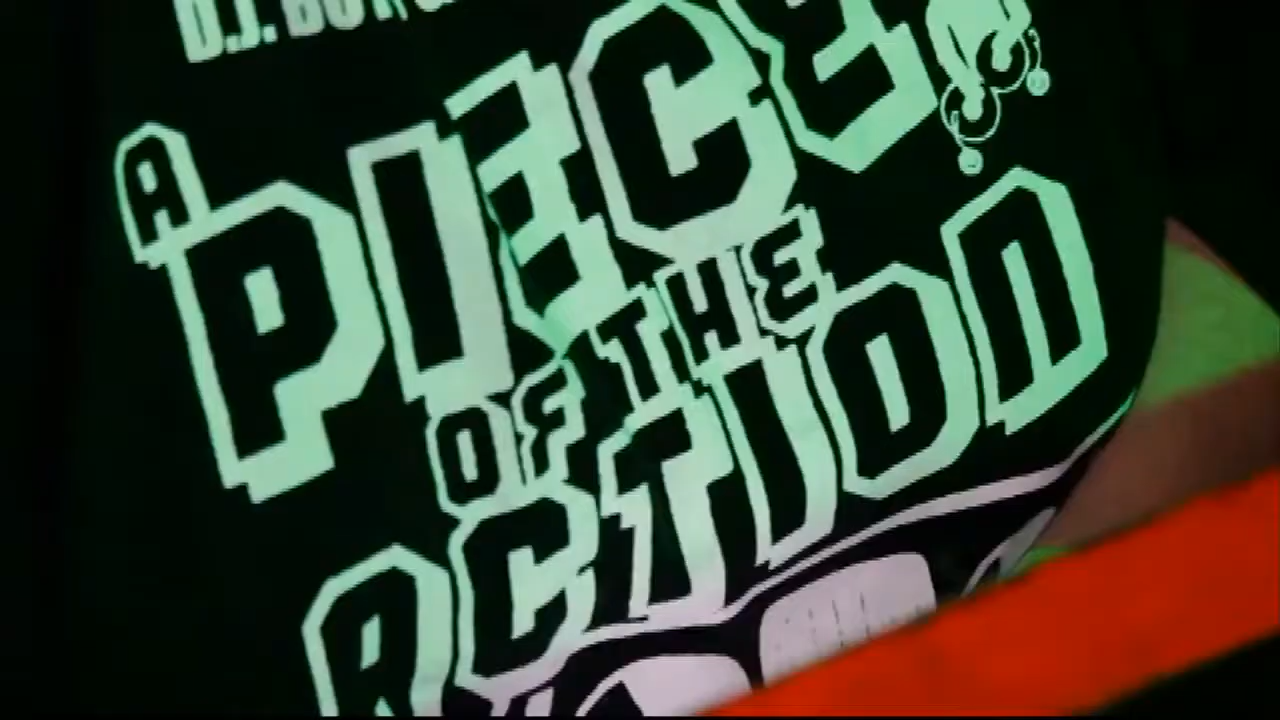 D.J.
A
PIECE
OF THE
ACTION